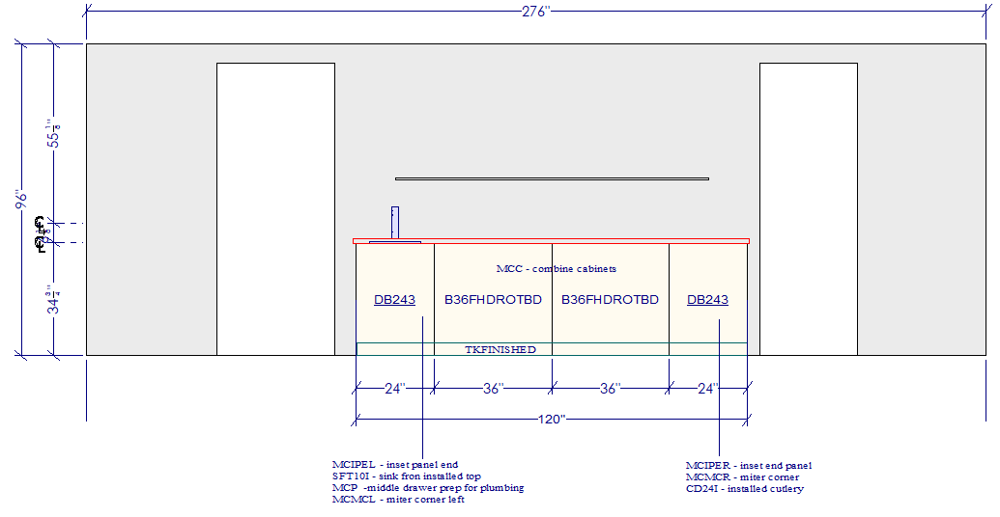 276"
55 1/8"
96"
34 3/4"
MCC - combine cabinets
DB243 B36FHDROTBD B36FHDROTBD DB243
TKFINISHED
24" 36" 36" 24"
120"
MCIPEL - inset panel end
SFT10I - sink fron installed top
MCP -middle drawer prep for plumbing
MCMCL - miter corner left
MCIPER - inset end panel
MCMCR - miter corner
CD24I - installed cutlery